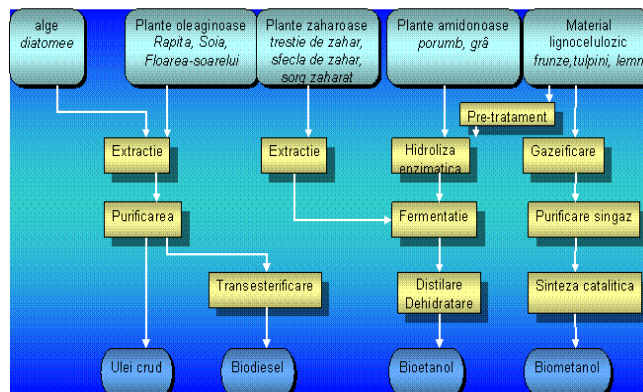 alge
diatomee
Plante oleaginoase
Rapita, Soia,
Floarea-soarelui
Plante zaharoase
trestie de zahar,
sfecla de zahar,
sorg zaharat
Plante amidonoase
porumb, grâ
Material
lignocelulozic
frunze,tulpini, lemn
Pre-tratament
Extractie
Extractie
Hidroliza
enzimatica
Gazeificare
Purificarea
Fermentatie
Purificare singaz
Transesterificare
Distilare
Dehidratare
Sinteza catalitica
Ulei crud
Biodiesel
Bioetanol
Biometanol